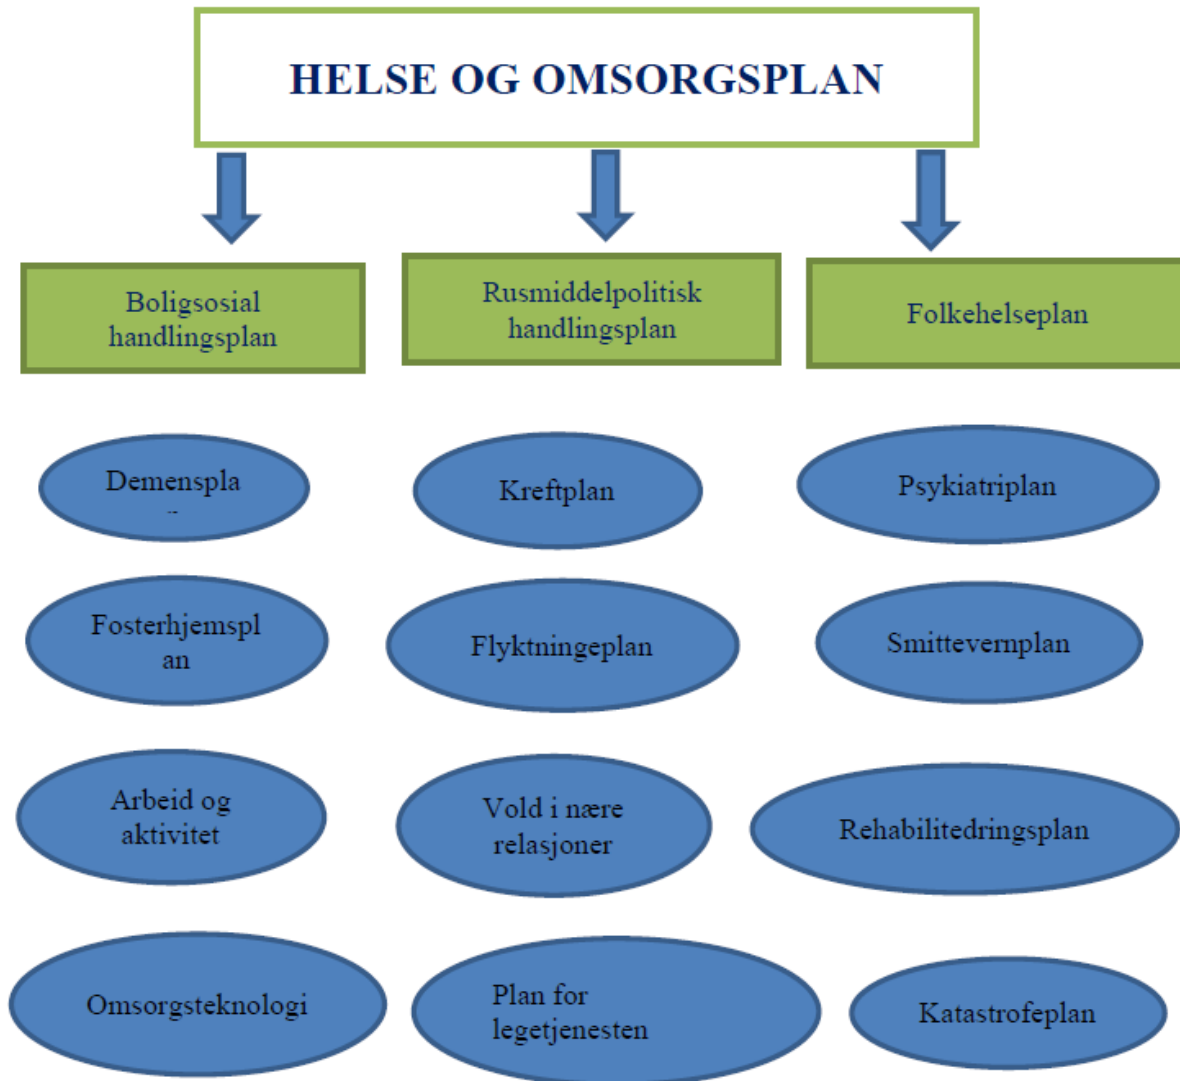 HELSE OG OMSORGSPLAN
Boligsosial
handlingsplan
Rusmiddelpolitisk
handlingsplan
Folkehelseplan
Demenspla
Kreftplan
Psykiatriplan
Fosterhjemspl
an
Flyktningeplan
Smittevernplan
Arbeid og
aktivitet
Vold i nære
relasjoner
Rehabilitedringsplan
Omsorgsteknologi
Plan for
legetjenesten
Katastrofeplan